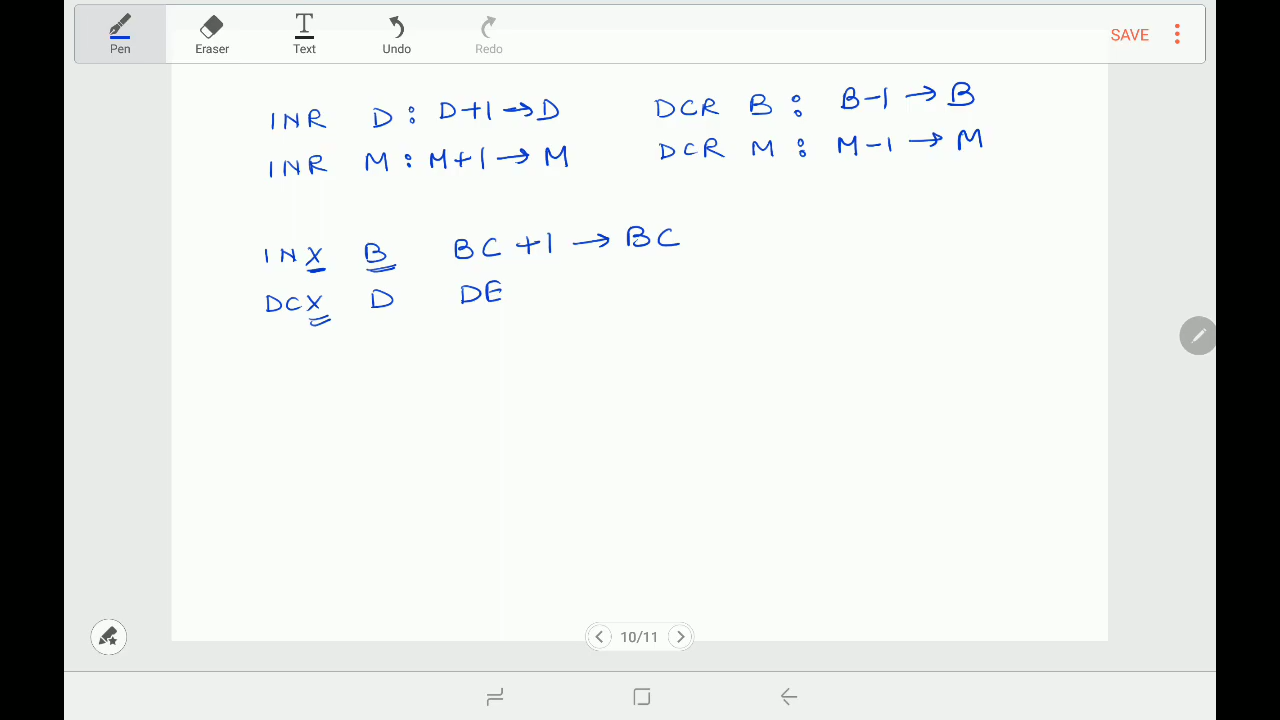 Pen Eraser Text Undo Redo SAVE
INR D : D+1 → D DCR B : B-1 → B
INR M : M+1 → M DCR M : M-1 → M
INX B BC +1 → BC
DCX D DE
10/11